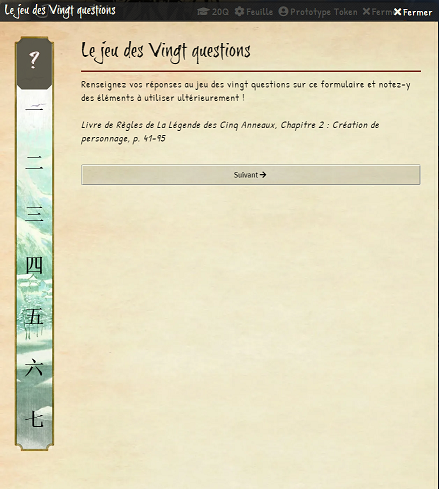 Le jeu des Vingt questions
20Q Feuille Prototype Token Ferm Fermer
?
一
二
三
四
五
六
七
Le jeu des Vingt questions
Renseignez vos réponses au jeu des vingt questions sur ce formulaire et notez-y
des éléments à utiliser ultérieurement !
Livre de Règles de La Légende des Cinq Anneaux, Chapitre 2 : Création de
personnage, p. 41-95
Suivant →